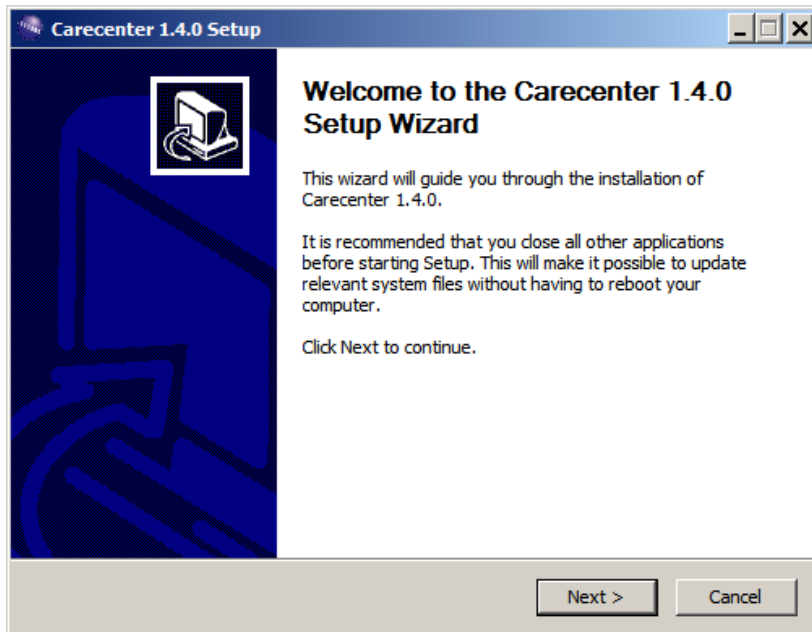 Carecenter 1.4.0 Setup
Welcome to the Carecenter 1.4.0
Setup Wizard
This wizard will guide you through the installation of
Carecenter 1.4.0.
It is recommended that you close all other applications
before starting Setup. This will make it possible to update
relevant system files without having to reboot your
computer.
Click Next to continue.
Next >
Cancel